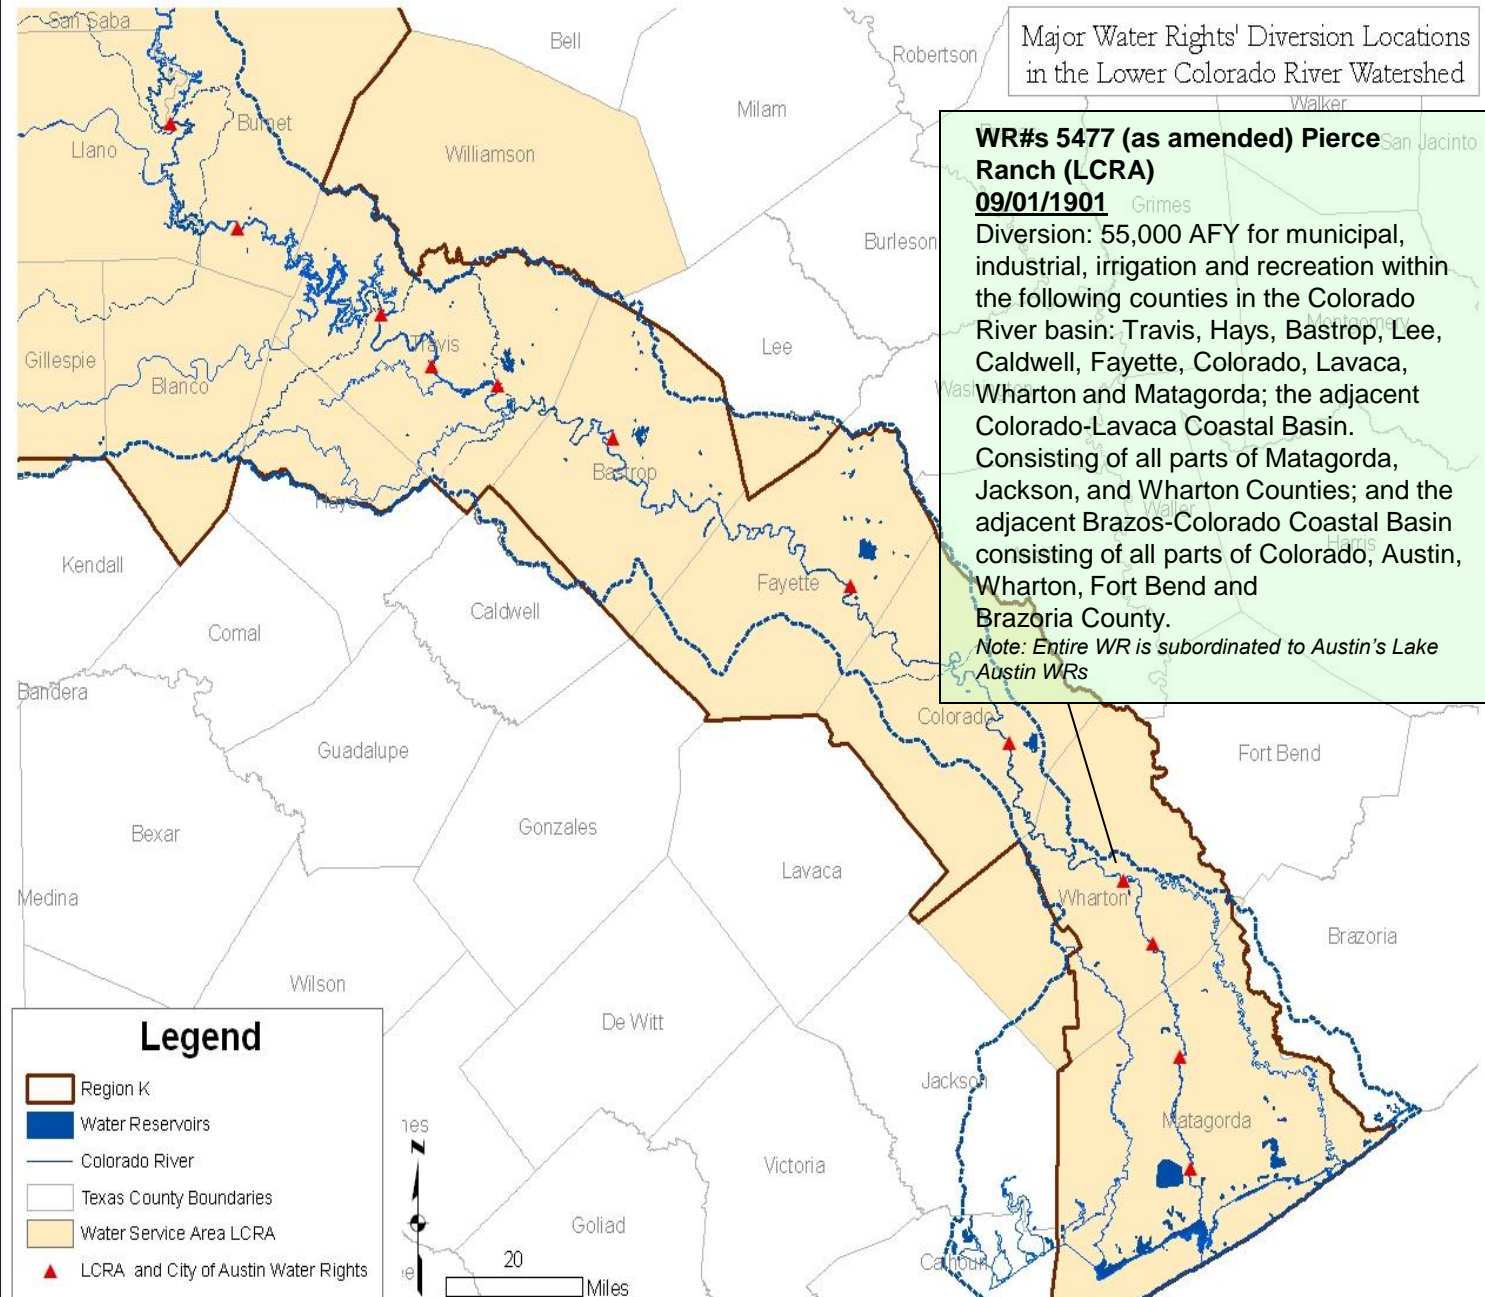 Major Water Rights' Diversion Locations
in the Lower Colorado River Watershed
San Saba
Bell
Robertson
Milam
Walker
Burnet
Llano
Williamson
San Jacinto
WR#s 5477 (as amended) Pierce
Ranch (LCRA)
09/01/1901
Diversion: 55,000 AFY for municipal,
industrial, irrigation and recreation within
the following counties in the Colorado
River basin: Travis, Hays, Bastrop, Lee,
Caldwell, Fayette, Colorado, Lavaca,
Wharton and Matagorda; the adjacent
Colorado-Lavaca Coastal Basin.
Consisting of all parts of Matagorda,
Jackson, and Wharton Counties; and the
adjacent Brazos-Colorado Coastal Basin
consisting of all parts of Colorado, Austin,
Wharton, Fort Bend and
Brazoria County.
Note: Entire WR is subordinated to Austin's Lake
Austin WRs
Grimes
Burleson
Montgomery
Travis
Lee
Gillespie
Blanco
Washington
Bastrop
Hays
Waller
Harris
Kendall
Fayette
Caldwell
Comal
Bandera
Colorado
Guadalupe
Fort Bend
Bexar
Gonzales
Lavaca
Medina
Wharton
Brazoria
Wilson
De Witt
Jackson
Matagorda
Victoria
Goliad
Calhoun
Legend
Region K
Water Reservoirs
Colorado River
Texas County Boundaries
Water Service Area LCRA
LCRA and City of Austin Water Rights
nes
N
20
Miles